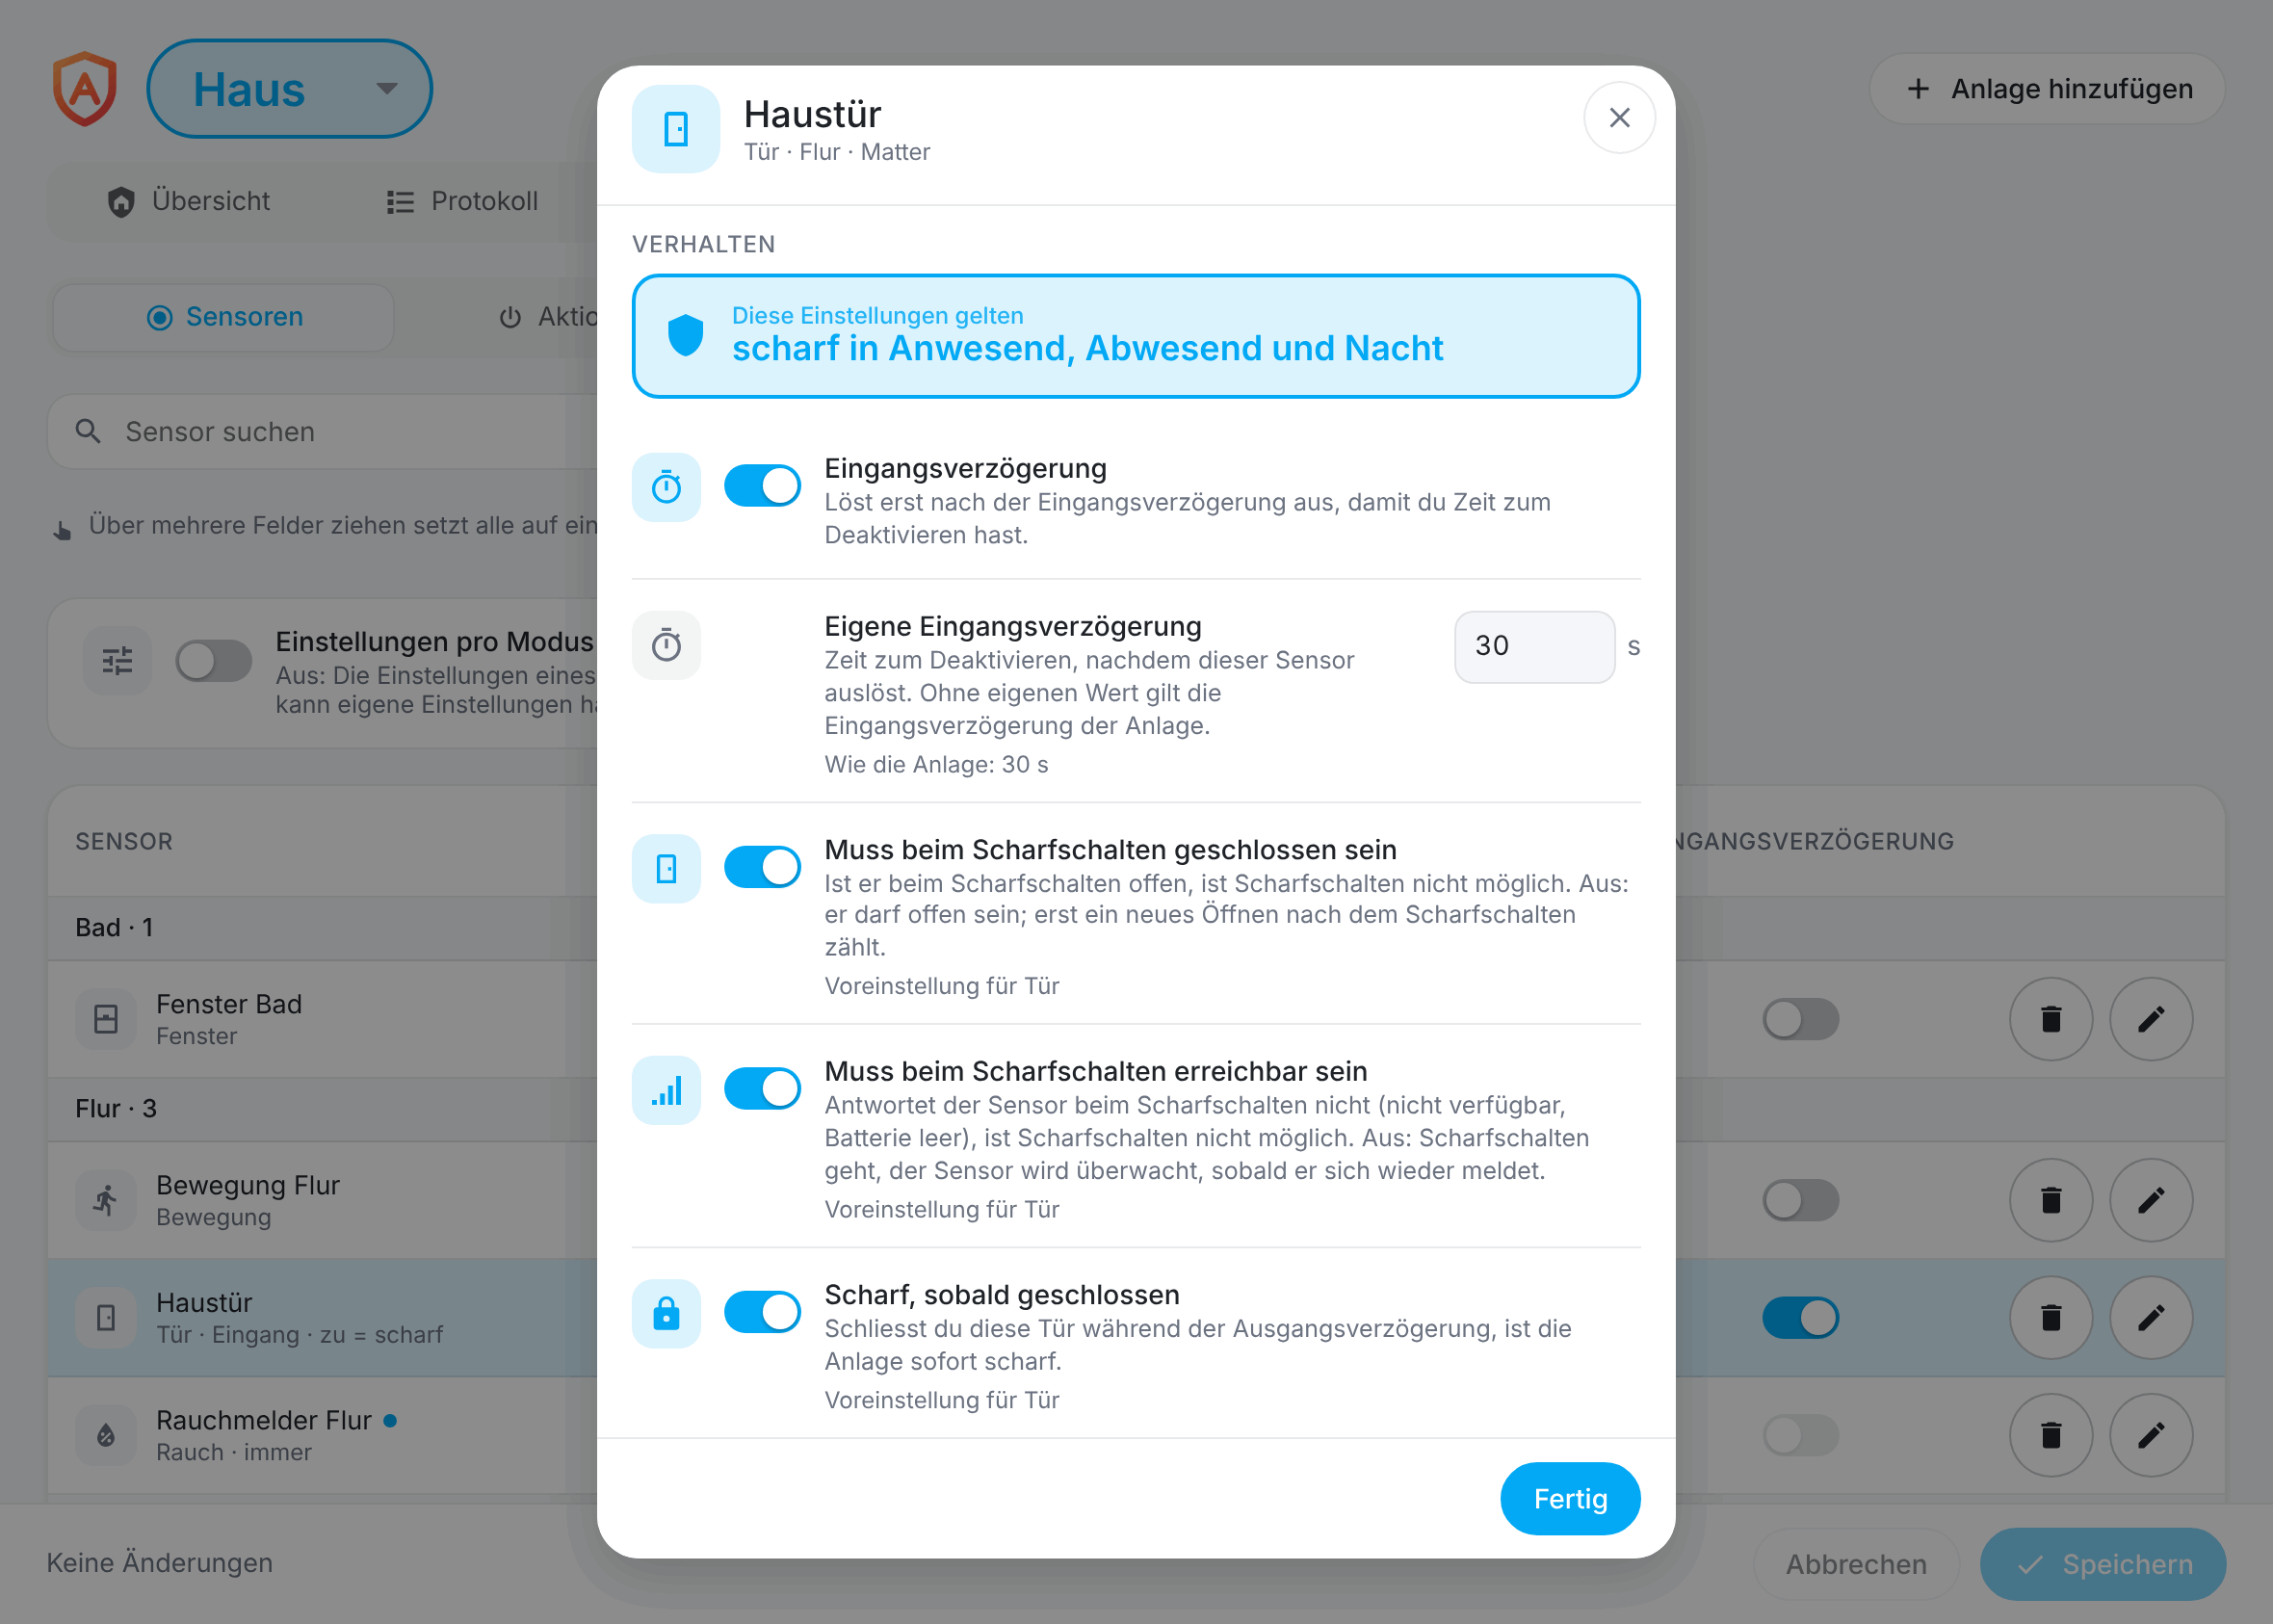 Haus
Anlage hinzufügen
Übersicht
Protokoll
Sensoren
Aktio
Sensor suchen
Über mehrere Felder ziehen setzt alle auf ein
Einstellungen pro Modus
Aus: Die Einstellungen eines
kann eigene Einstellungen
SENSOR
NGANGSVERZÖGERUNG
Bad · 1
Fenster Bad
Fenster
Flur · 3
Bewegung Flur
Bewegung
Haustür
Tür · Eingang · zu = scharf
Rauchmelder Flur
Rauch · immer
Keine Änderungen
Abbrechen
Speichern
Haustür
Tür · Flur · Matter
VERHALTEN
Diese Einstellungen gelten
scharf in Anwesend, Abwesend und Nacht
Eingangsverzögerung
Löst erst nach der Eingangsverzögerung aus, damit du Zeit zum
Deaktivieren hast.
Eigene Eingangsverzögerung
30 s
Zeit zum Deaktivieren, nachdem dieser Sensor
auslöst. Ohne eigenen Wert gilt die
Eingangsverzögerung der Anlage.
Wie die Anlage: 30 s
Muss beim Scharfschalten geschlossen sein
Ist er beim Scharfschalten offen, ist Scharfschalten nicht möglich. Aus:
er darf offen sein; erst ein neues Öffnen nach dem Scharfschalten
zählt.
Voreinstellung für Tür
Muss beim Scharfschalten erreichbar sein
Antwortet der Sensor beim Scharfschalten nicht (nicht verfügbar,
Batterie leer), ist Scharfschalten nicht möglich. Aus: Scharfschalten
geht, der Sensor wird überwacht, sobald er sich wieder meldet.
Voreinstellung für Tür
Scharf, sobald geschlossen
Schliesst du diese Tür während der Ausgangsverzögerung, ist die
Anlage sofort scharf.
Voreinstellung für Tür
Fertig